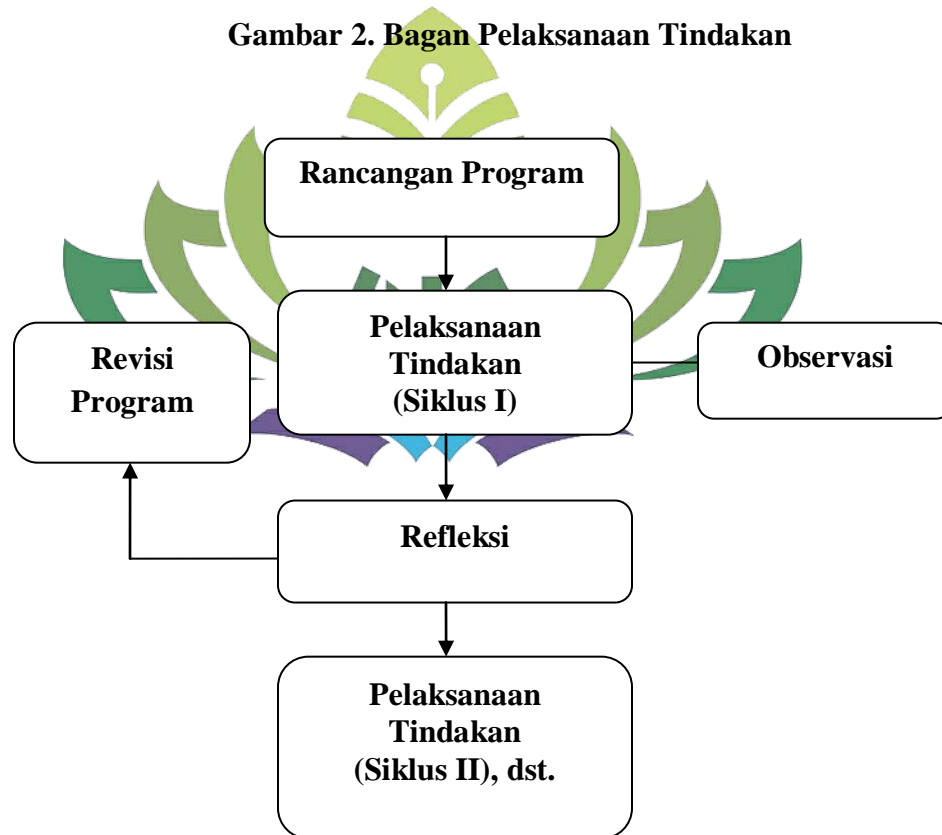 Gambar 2. Bagan Pelaksanaan Tindakan
Rancangan Program
Pelaksanaan
Tindakan
(Siklus I)
Revisi
Program
Observasi
Refleksi
Pelaksanaan
Tindakan
(Siklus II), dst.